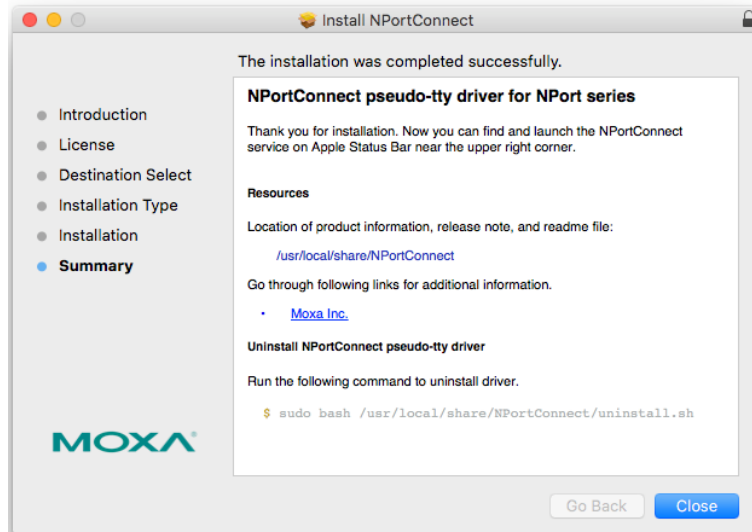 Install NPortConnect
The installation was completed successfully.
Introduction
License
Destination Select
Installation Type
Installation
Summary
NPortConnect pseudo-tty driver for NPort series
Thank you for installation. Now you can find and launch the NPortConnect
service on Apple Status Bar near the upper right corner.
Resources
Location of product information, release note, and readme file:
/usr/local/share/NPortConnect
Go through following links for additional information.
• Moxa Inc.
Uninstall NPortConnect pseudo-tty driver
Run the following command to uninstall driver.
$ sudo bash /usr/local/share/NPortConnect/uninstall.sh
MOXA
Go Back
Close